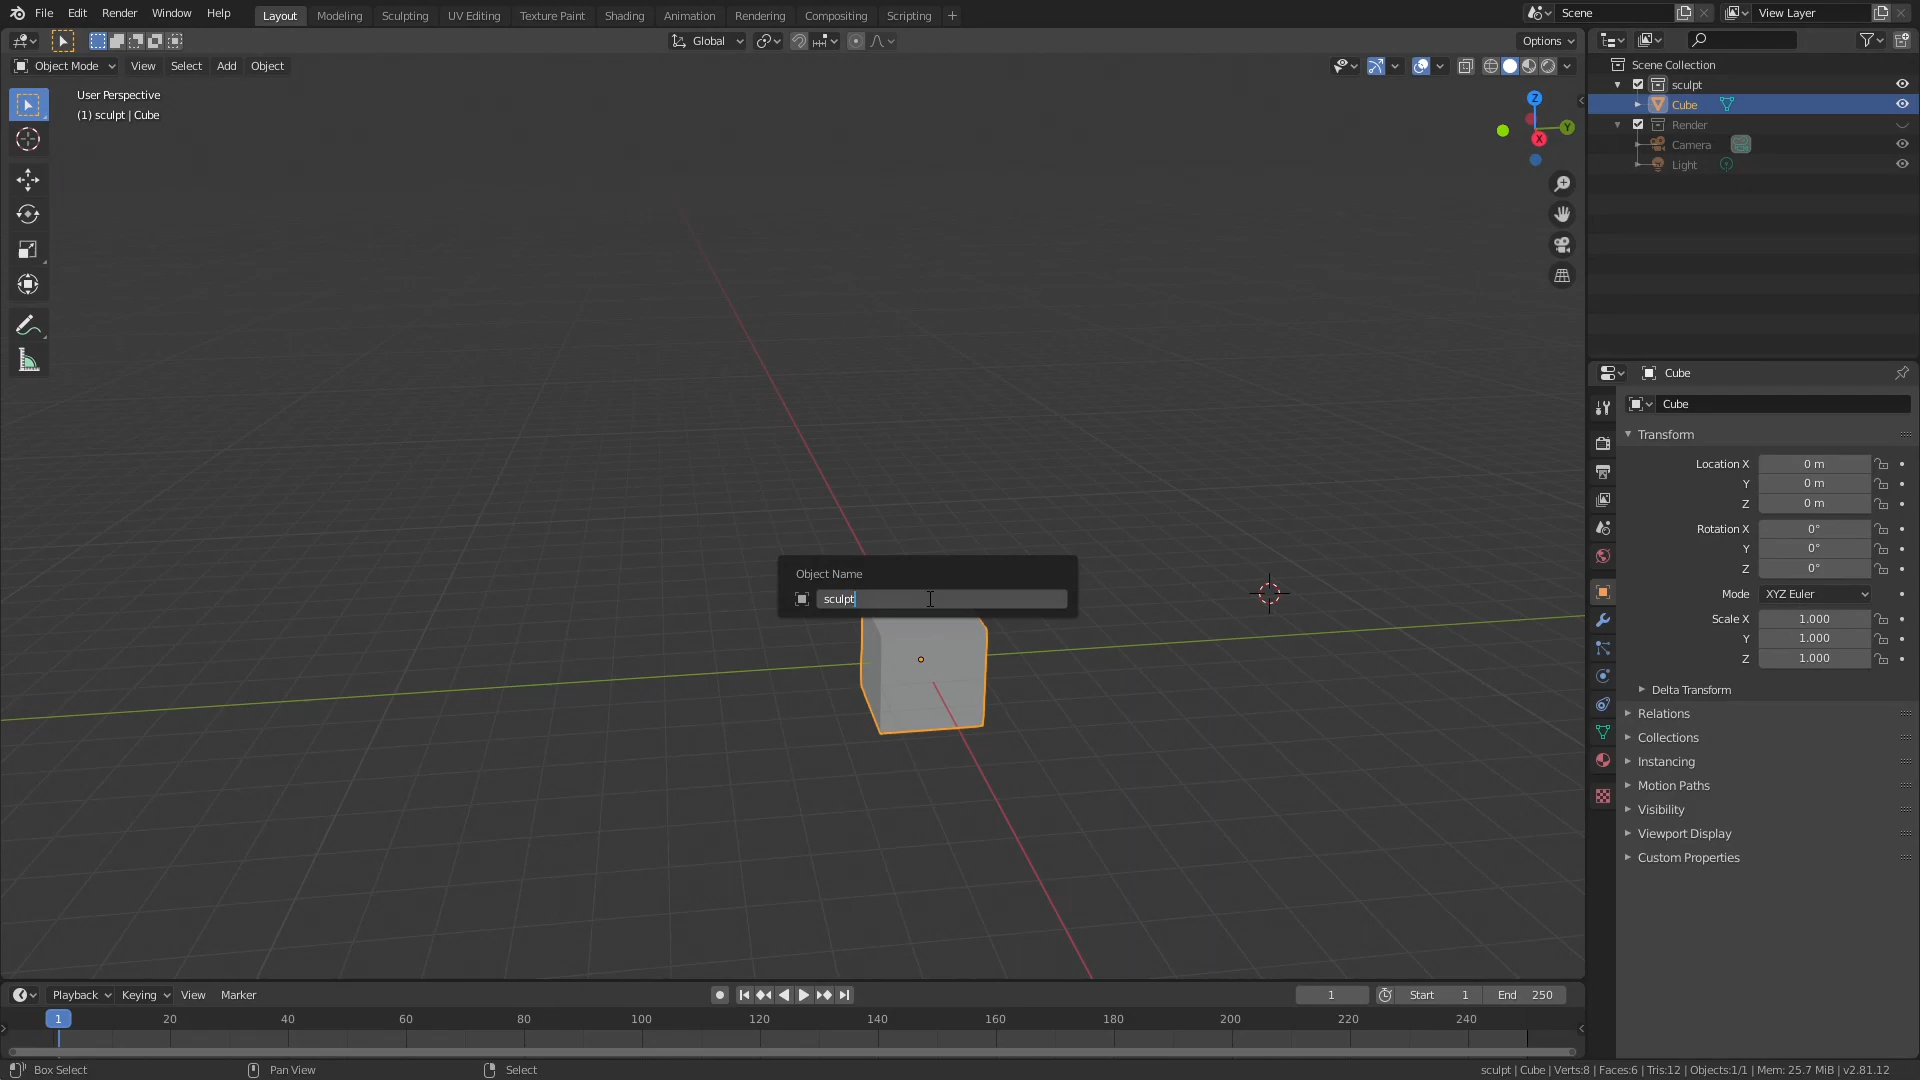 File Edit Render Window Help Layout Modeling Sculpting UV Editing Texture Paint Shading Animation Rendering Compositing Scripting + Scene View Layer
Global Options
Object Mode View Select Add Object
User Perspective
(1) sculpt | Cube
Z
Y
X
Scene Collection
sculpt
Cube
Render
Camera
Light
Object Name
sculpt
Cube
Cube
Transform
Location X 0 m
Y 0 m
Z 0 m
Rotation X 0°
Y 0°
Z 0°
Mode XYZ Euler
Scale X 1.000
Y 1.000
Z 1.000
Delta Transform
Relations
Collections
Instancing
Motion Paths
Visibility
Viewport Display
Custom Properties
Playback Keying View Marker 1 Start 1 End 250
1 20 40 60 80 100 120 140 160 180 200 220 240
Box Select Pan View Select sculpt | Cube | Verts:8 | Faces:6 | Tris:12 | Objects:1/1 | Mem: 25.7 MiB | v2.81.12